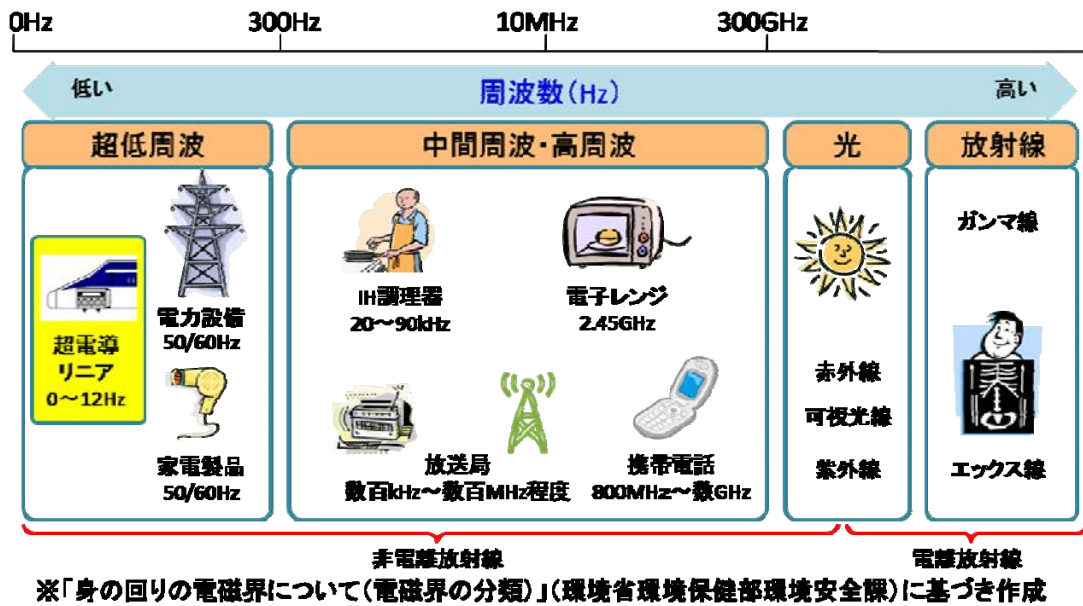 0Hz 300Hz 10MHz 300GHz
低い 周波数(Hz) 高い
超低周波 中間周波・高周波 光 放射線
超電導
リニア
0~12Hz
電力設備
50/60Hz
家電製品
50/60Hz
IH調理器
20~90kHz
電子レンジ
2.45GHz
放送局
数百kHz~数百MHz程度
携帯電話
800MHz~数GHz
赤外線
可視光線
紫外線
ガンマ線
エックス線
非電離放射線 電離放射線
※「身の回りの電磁界について(電磁界の分類)」(環境省環境保健部環境安全課)に基づき作成